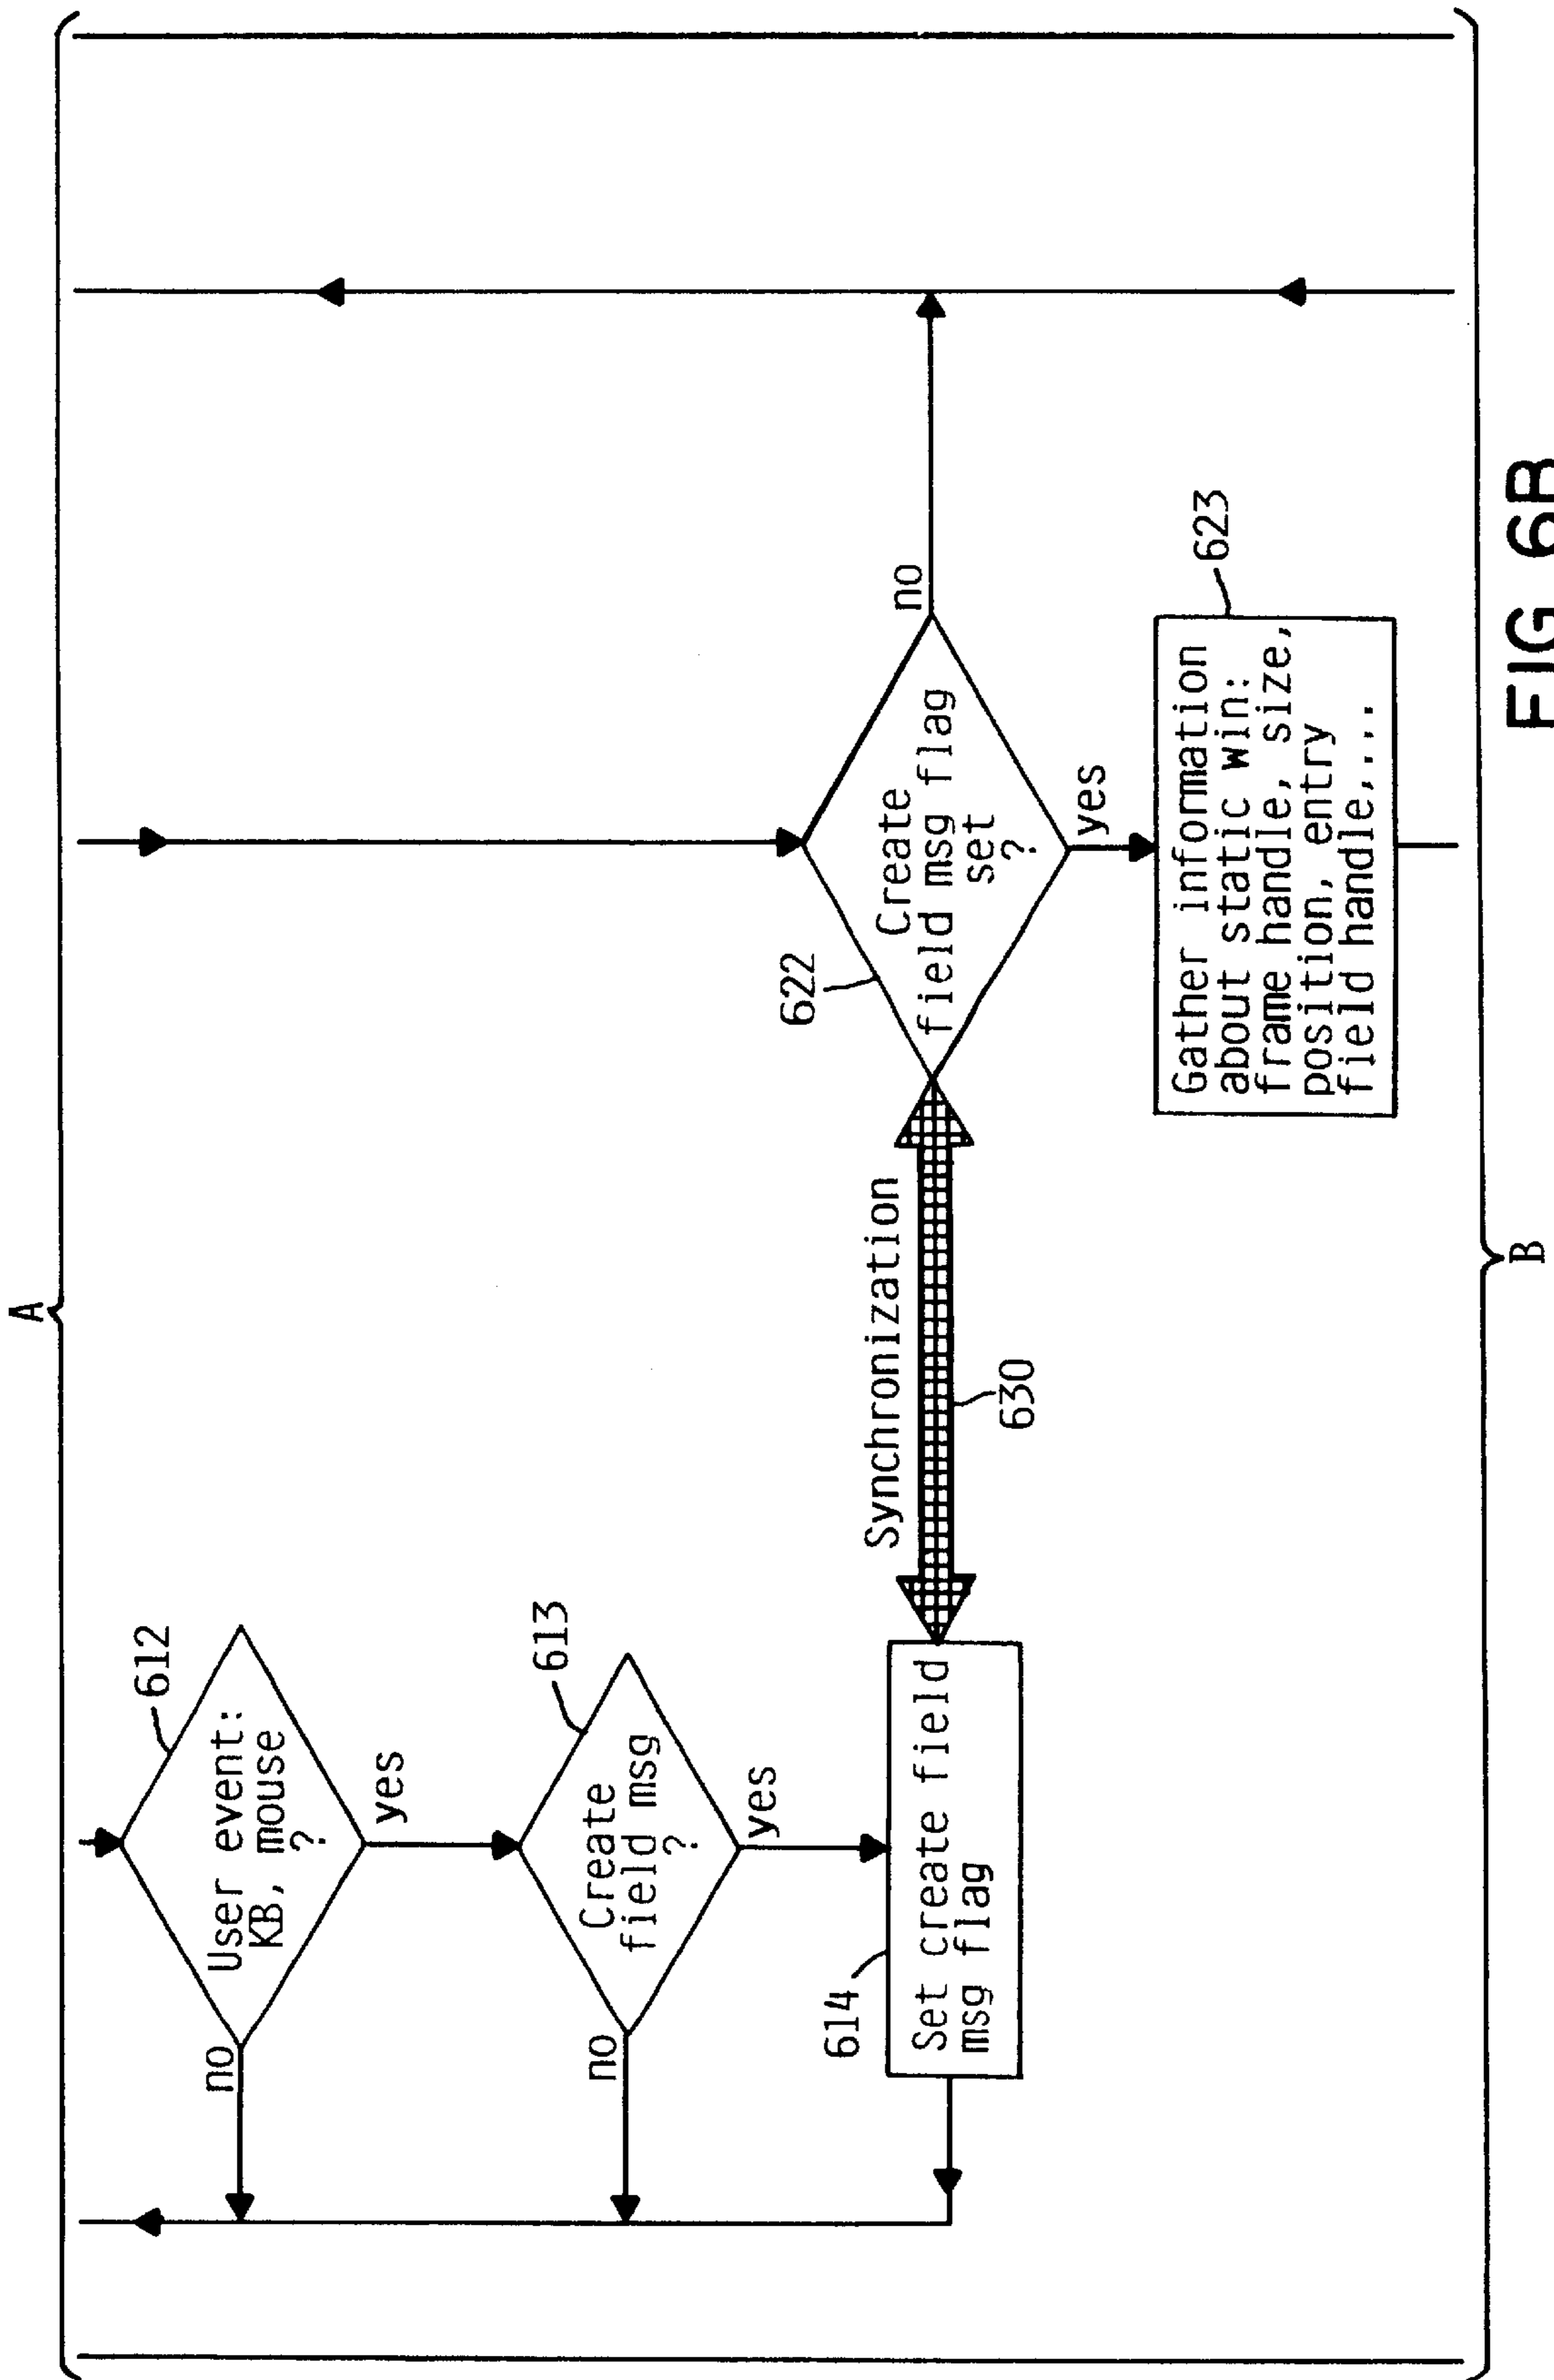 A
612
User event:
KB, mouse
?
no
yes
613
Create
field msg
?
no
yes
614
Set create field
msg flag
Synchronization
630
622
Create
field msg flag
set
?
no
yes
623
Gather information
about static win:
frame handle, size,
position, entry
field handle,...
B
FIG 6B